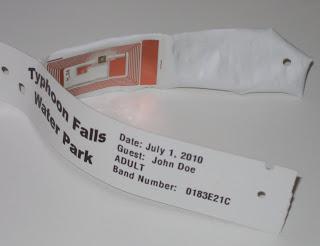 Typhoon Falls
Water Park
Date: July 1, 2010
Guest: John Doe
ADULT
Band Number: 0183E21C